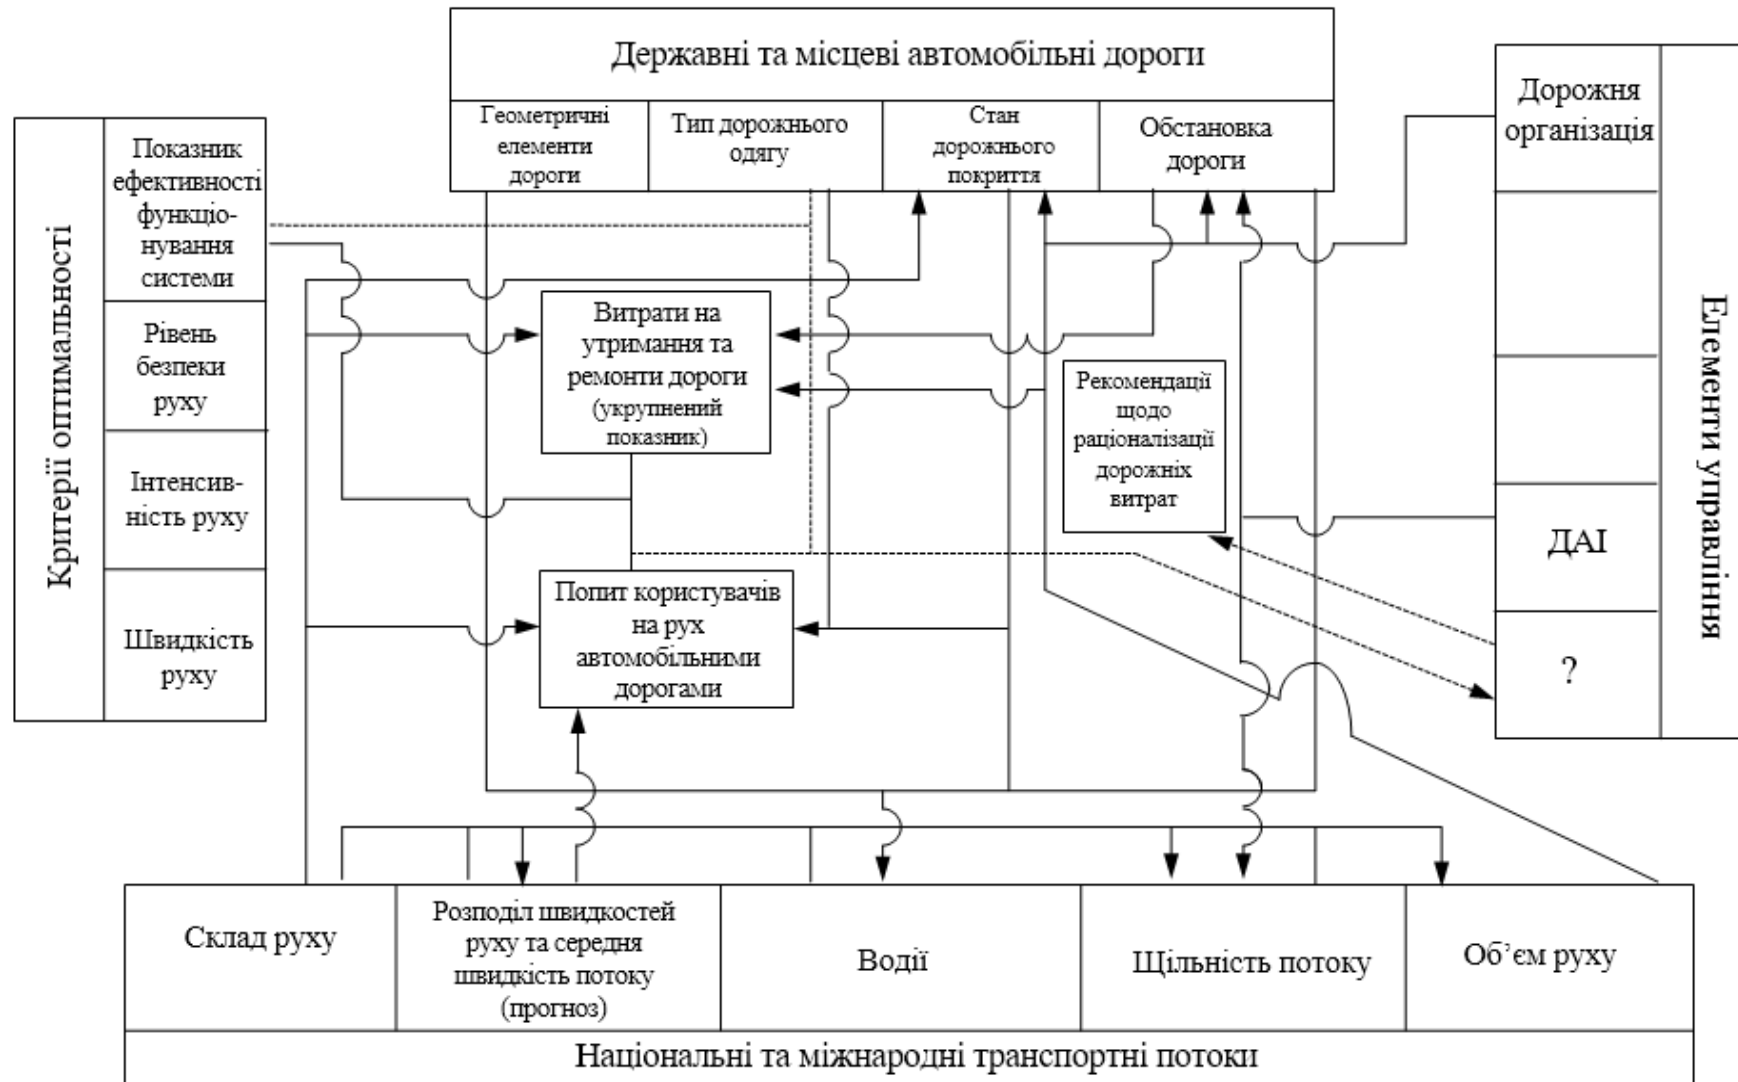 Державні та місцеві автомобільні дороги
Геометричні
елементи
дороги
Тип дорожнього
одягу
Стан
дорожнього
покриття
Обстановка
дороги
Критерії оптимальності
Показник
ефективності
функціо-
нування
системи
Рівень
безпеки
руху
Інтенсив-
ність руху
Швидкість
руху
Витрати на
утримання та
ремонти дороги
(укрупнений
показник)
Рекомендації
щодо
раціоналізації
дорожніх
витрат
Попит користувачів
на рух
автомобільними
дорогами
Дорожня
організація
ДАІ
?
Елементи управління
Склад руху
Розподіл швидкостей
руху та середня
швидкість потоку
(прогноз)
Водії
Щільність потоку
Об’єм руху
Національні та міжнародні транспортні потоки